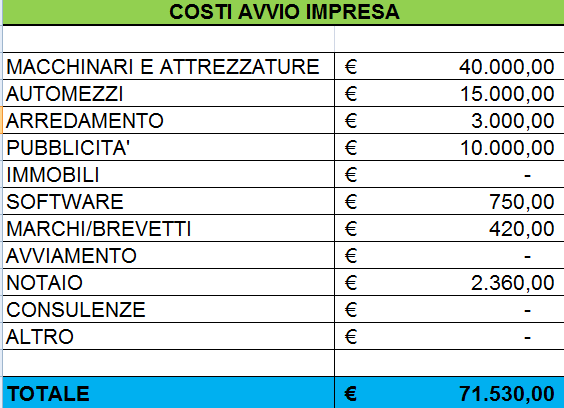 COSTI AVVIO IMPRESA
MACCHINARI E ATTREZZATURE € 40.000,00
AUTOMEZZI € 15.000,00
ARREDAMENTO € 3.000,00
PUBBLICITA' € 10.000,00
IMMOBILI € -
SOFTWARE € 750,00
MARCHI/BREVETTI € 420,00
AVVIAMENTO € -
NOTAIO € 2.360,00
CONSULENZE € -
ALTRO € -
TOTALE € 71.530,00